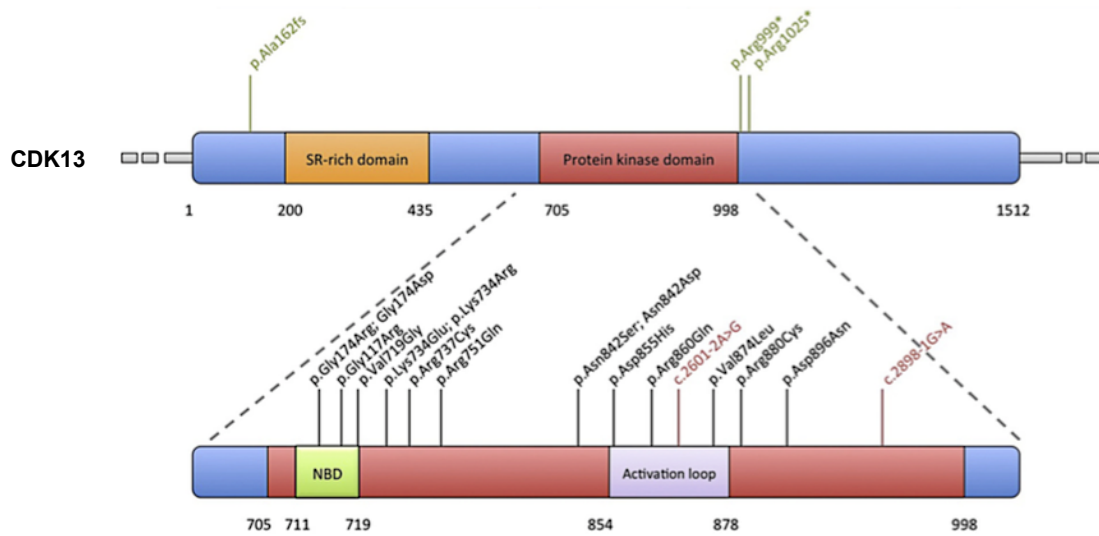 p.Ala162fs
p.Arg999*
p.Arg1025*
CDK13
SR-rich domain
Protein kinase domain
1
200
435
705
998
1512
p.Gly174Arg; Gly174Asp
p.Gly117Arg
p.Val719Gly
p.Lys734Glu; p.Lys734Arg
p.Arg737Cys
p.Arg751Gln
p.Asn842Ser; Asn842Asp
p.Asp855His
p.Arg860Gln
c.2601-2A>G
p.Val874Leu
p.Arg880Cys
p.Asp896Asn
c.2898-1G>A
NBD
Activation loop
705
711
719
854
878
998